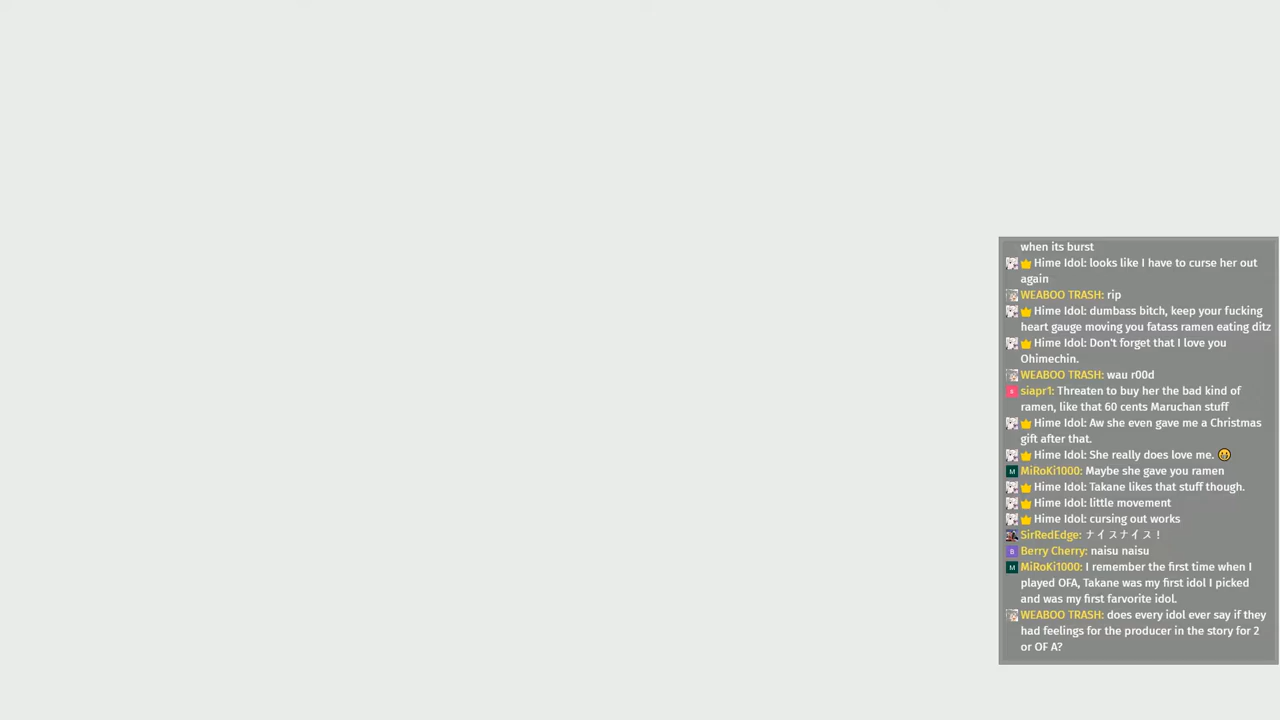 when its burst
Hime Idol: looks like I have to curse her out
again
WEABOO TRASH: rip
Hime Idol: dumbass bitch, keep your fucking
heart gauge moving you fatass ramen eating ditz
Hime Idol: Don't forget that I love you
Ohimechin.
WEABOO TRASH: wau r00d
siapr1: Threaten to buy her the bad kind of
ramen, like that 60 cents Maruchan stuff
Hime Idol: Aw she even gave me a Christmas
gift after that.
Hime Idol: She really does love me.
M MiRoKi1000: Maybe she gave you ramen
Hime Idol: Takane likes that stuff though.
Hime Idol: little movement
Hime Idol: cursing out works
SirRedEdge: ナイスナイス！
B Berry Cherry: naisu naisu
M MiRoKi1000: I remember the first time when I
played OFA, Takane was my first idol I picked
and was my first farvorite idol.
WEABOO TRASH: does every idol ever say if they
had feelings for the producer in the story for 2
or OF A?